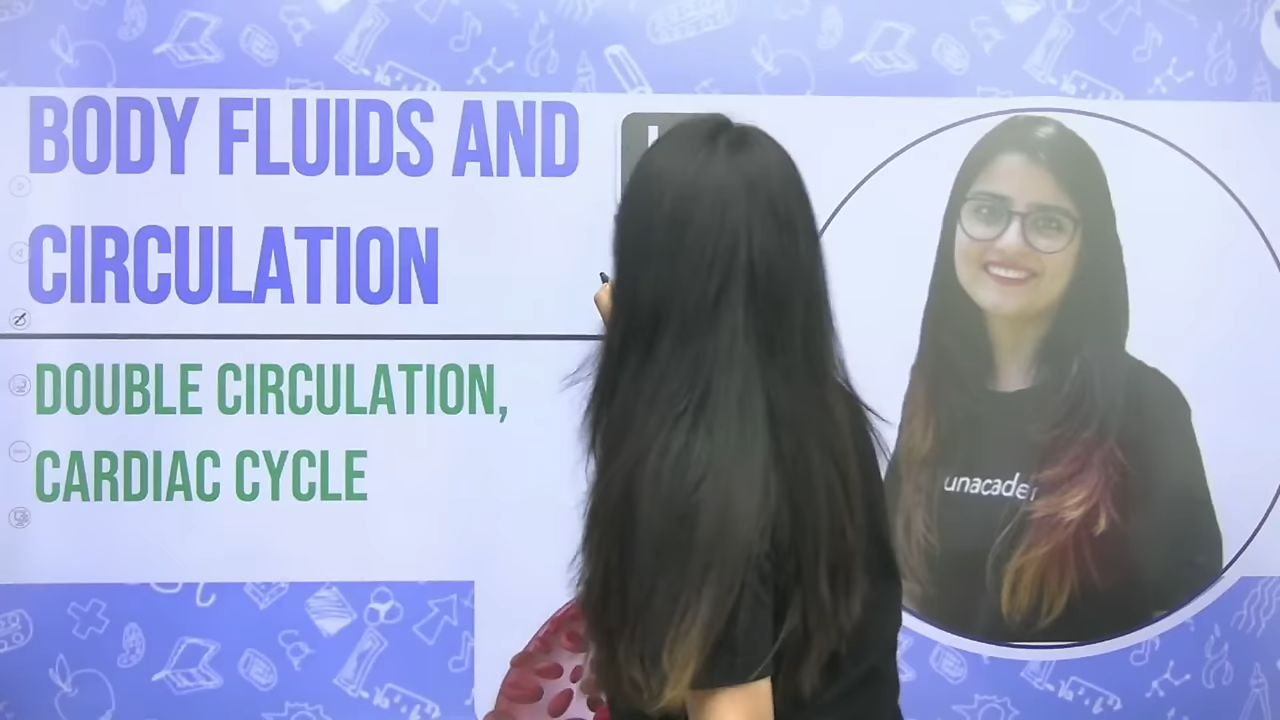 BODY FLUIDS AND
CIRCULATION
DOUBLE CIRCULATION,
CARDIAC CYCLE